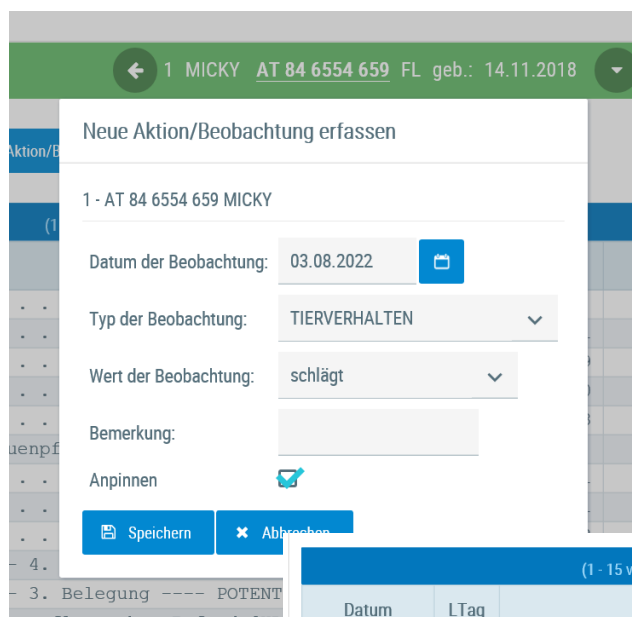 1 MICKY AT 84 6554 659 FL geb.: 14.11.2018
Neue Aktion/Beobachtung erfassen
1 - AT 84 6554 659 MICKY
Datum der Beobachtung: 03.08.2022
Typ der Beobachtung: TIERVERHALTEN
Wert der Beobachtung: schlägt
Bemerkung:
Anpinnen
Speichern Abbrechen
- 4.
- 3. Belegung ---- POTENT
(1 - 15 v
Datum LTag